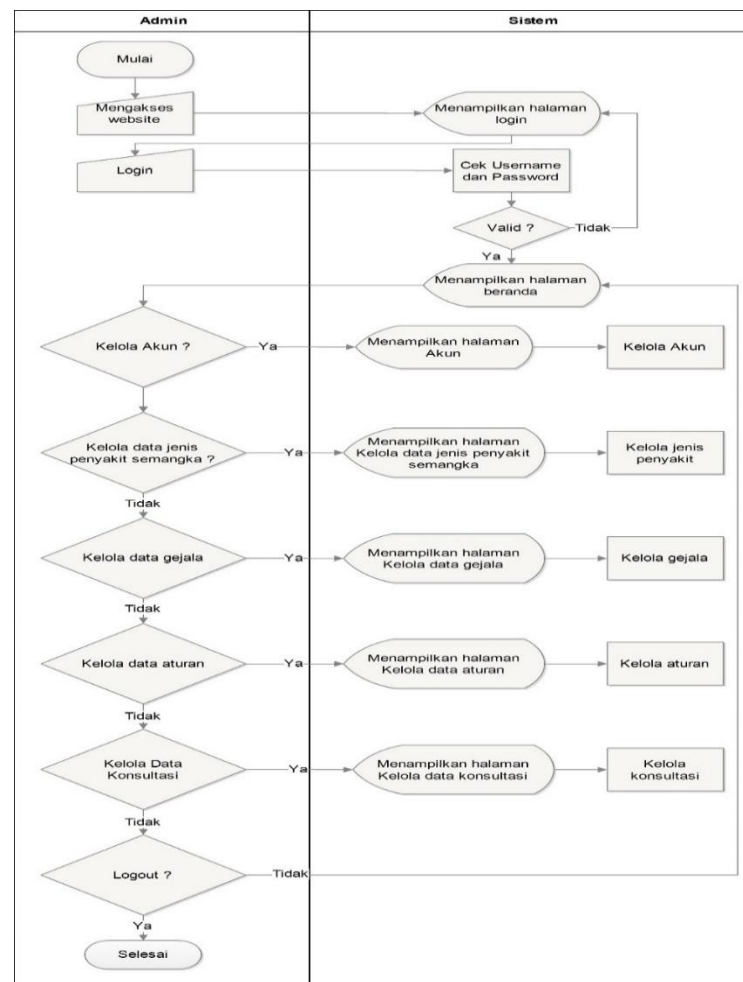 Admin
Sistem
Mulai
Mengakses
website
Menampilkan halaman
login
Login
Cek Username
dan Password
Valid ?
Tidak
Ya
Menampilkan halaman
beranda
Kelola Akun ?
Ya
Menampilkan halaman
Akun
Kelola Akun
Kelola data jenis
penyakit semangka ?
Ya
Menampilkan halaman
Kelola data jenis penyakit
semangka
Kelola jenis
penyakit
Tidak
Kelola data gejala
Ya
Menampilkan halaman
Kelola data gejala
Kelola gejala
Tidak
Kelola data aturan
Ya
Menampilkan halaman
Kelola data aturan
Kelola aturan
Tidak
Kelola Data
Konsultasi
Ya
Menampilkan halaman
Kelola data konsultasi
Kelola
konsultasi
Tidak
Logout ?
Tidak
Ya
Selesai